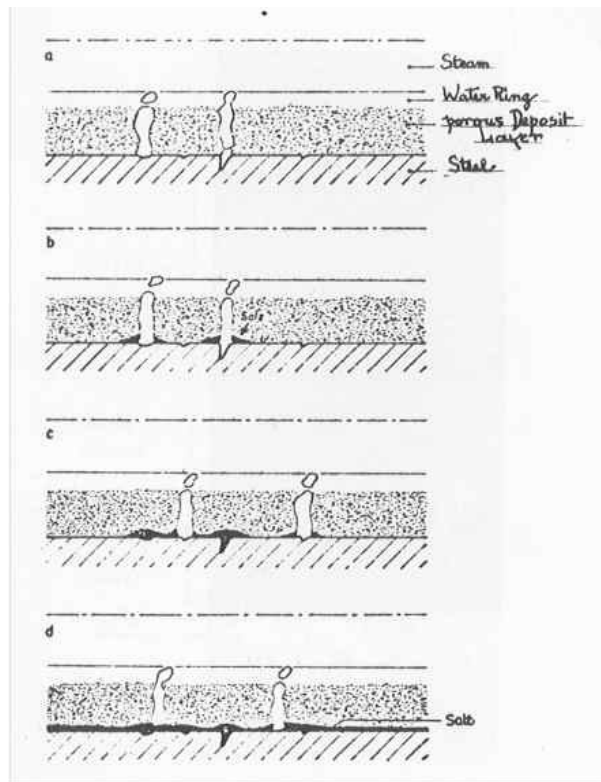 a
Steam
Water Ring
porous Deposit
Layer
Steel
b
Salt
c
d
Salt